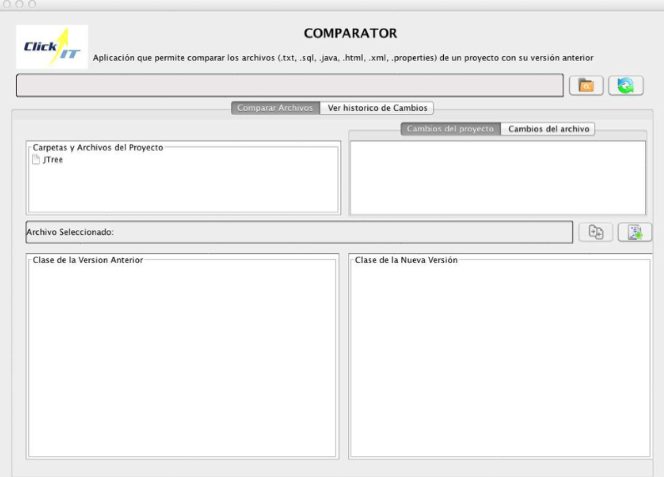 COMPARATOR
Click
IT
Aplicación que permite comparar los archivos (.txt, .sql, .java, .html, .xml, .properties) de un proyecto con su versión anterior
Comparar Archivos
Ver historico de Cambios
Cambios del proyecto
Cambios del archivo
Carpetas y Archivos del Proyecto
JTree
Archivo Seleccionado:
Clase de la Version Anterior
Clase de la Nueva Versión